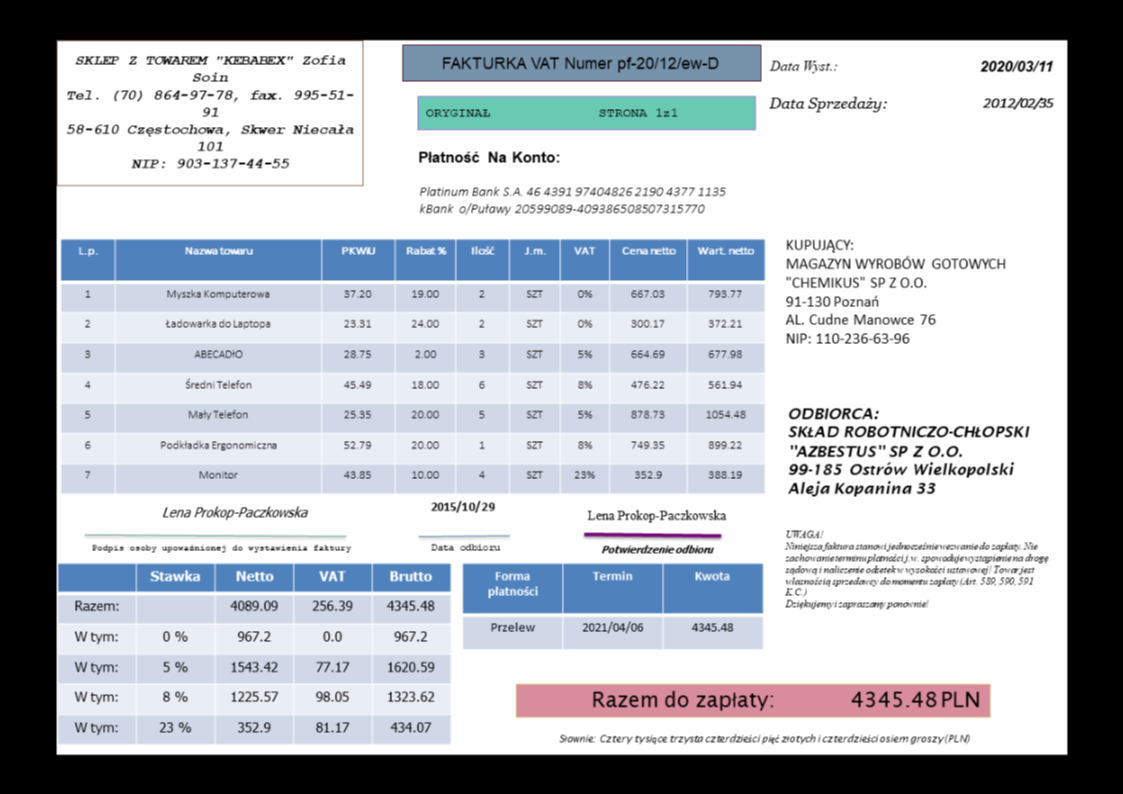 SKLEP Z TOWAREM "KEBABEX" Zofia
Soin
Tel. (70) 864-97-78, fax. 995-51-
91
58-610 Częstochowa, Skwer Niecała
101
NIP: 903-137-44-55
FAKTURKA VAT Numer pf-20/12/ew-D
ORYGINAŁ STRONA 1z1
Płatność Na Konto:
Platinum Bank S.A. 46 4391 97404826 2190 4377 1135
kBank o/Puławy 20599089-409386508507315770
Data Wyst.: 2020/03/11
Data Sprzedaży: 2012/02/35
L.p. Nazwa towaru PKWiU Rabat % Ilość J.m. VAT Cena netto Wart. netto
1 Myszka Komputerowa 37.20 19.00 2 SZT 0% 667.03 793.77
2 Ładowarka do Laptopa 23.31 24.00 2 SZT 0% 300.17 372.21
3 ABECADŁO 28.75 2.00 3 SZT 5% 664.69 677.98
4 Średni Telefon 45.49 18.00 6 SZT 8% 476.22 561.94
5 Mały Telefon 25.35 20.00 5 SZT 5% 878.73 1054.48
6 Podkładka Ergonomiczna 52.79 20.00 1 SZT 8% 749.35 899.22
7 Monitor 43.85 10.00 4 SZT 23% 352.9 388.19
KUPUJĄCY:
MAGAZYN WYROBÓW GOTOWYCH
"CHEMIKUS" SP Z O.O.
91-130 Poznań
AL. Cudne Manowce 76
NIP: 110-236-63-96
ODBIORCA:
SKŁAD ROBOTNICZO-CHŁOPSKI
"AZBESTUS" SP Z O.O.
99-185 Ostrów Wielkopolski
Aleja Kopanina 33
Lena Prokop-Paczkowska
Podpis osoby upoważnionej do wystawienia faktury
2015/10/29
Data odbioru
Lena Prokop-Paczkowska
Potwierdzenie odbioru
UWAGA!
Niniejsza faktura stanowi jednocześnie wezwanie do zapłaty. Nie
zachowanie terminu płatności j.w. spowoduje wystąpienie na drogę
sądową i naliczenie odsetek w wysokości ustawowej! Towar jest
własnością sprzedawcy do momentu zapłaty (Art. 589, 590, 591
K.C.)
Dziękujemy i zapraszamy ponownie!
Stawka Netto VAT Brutto
Razem: 4089.09 256.39 4345.48
W tym: 0 % 967.2 0.0 967.2
W tym: 5 % 1543.42 77.17 1620.59
W tym: 8 % 1225.57 98.05 1323.62
W tym: 23 % 352.9 81.17 434.07
Forma płatności Termin Kwota
Przelew 2021/04/06 4345.48
Razem do zapłaty: 4345.48 PLN
Słownie: Cztery tysiące trzysta czterdzieści pięć złotych i czterdzieści osiem groszy (PLN)